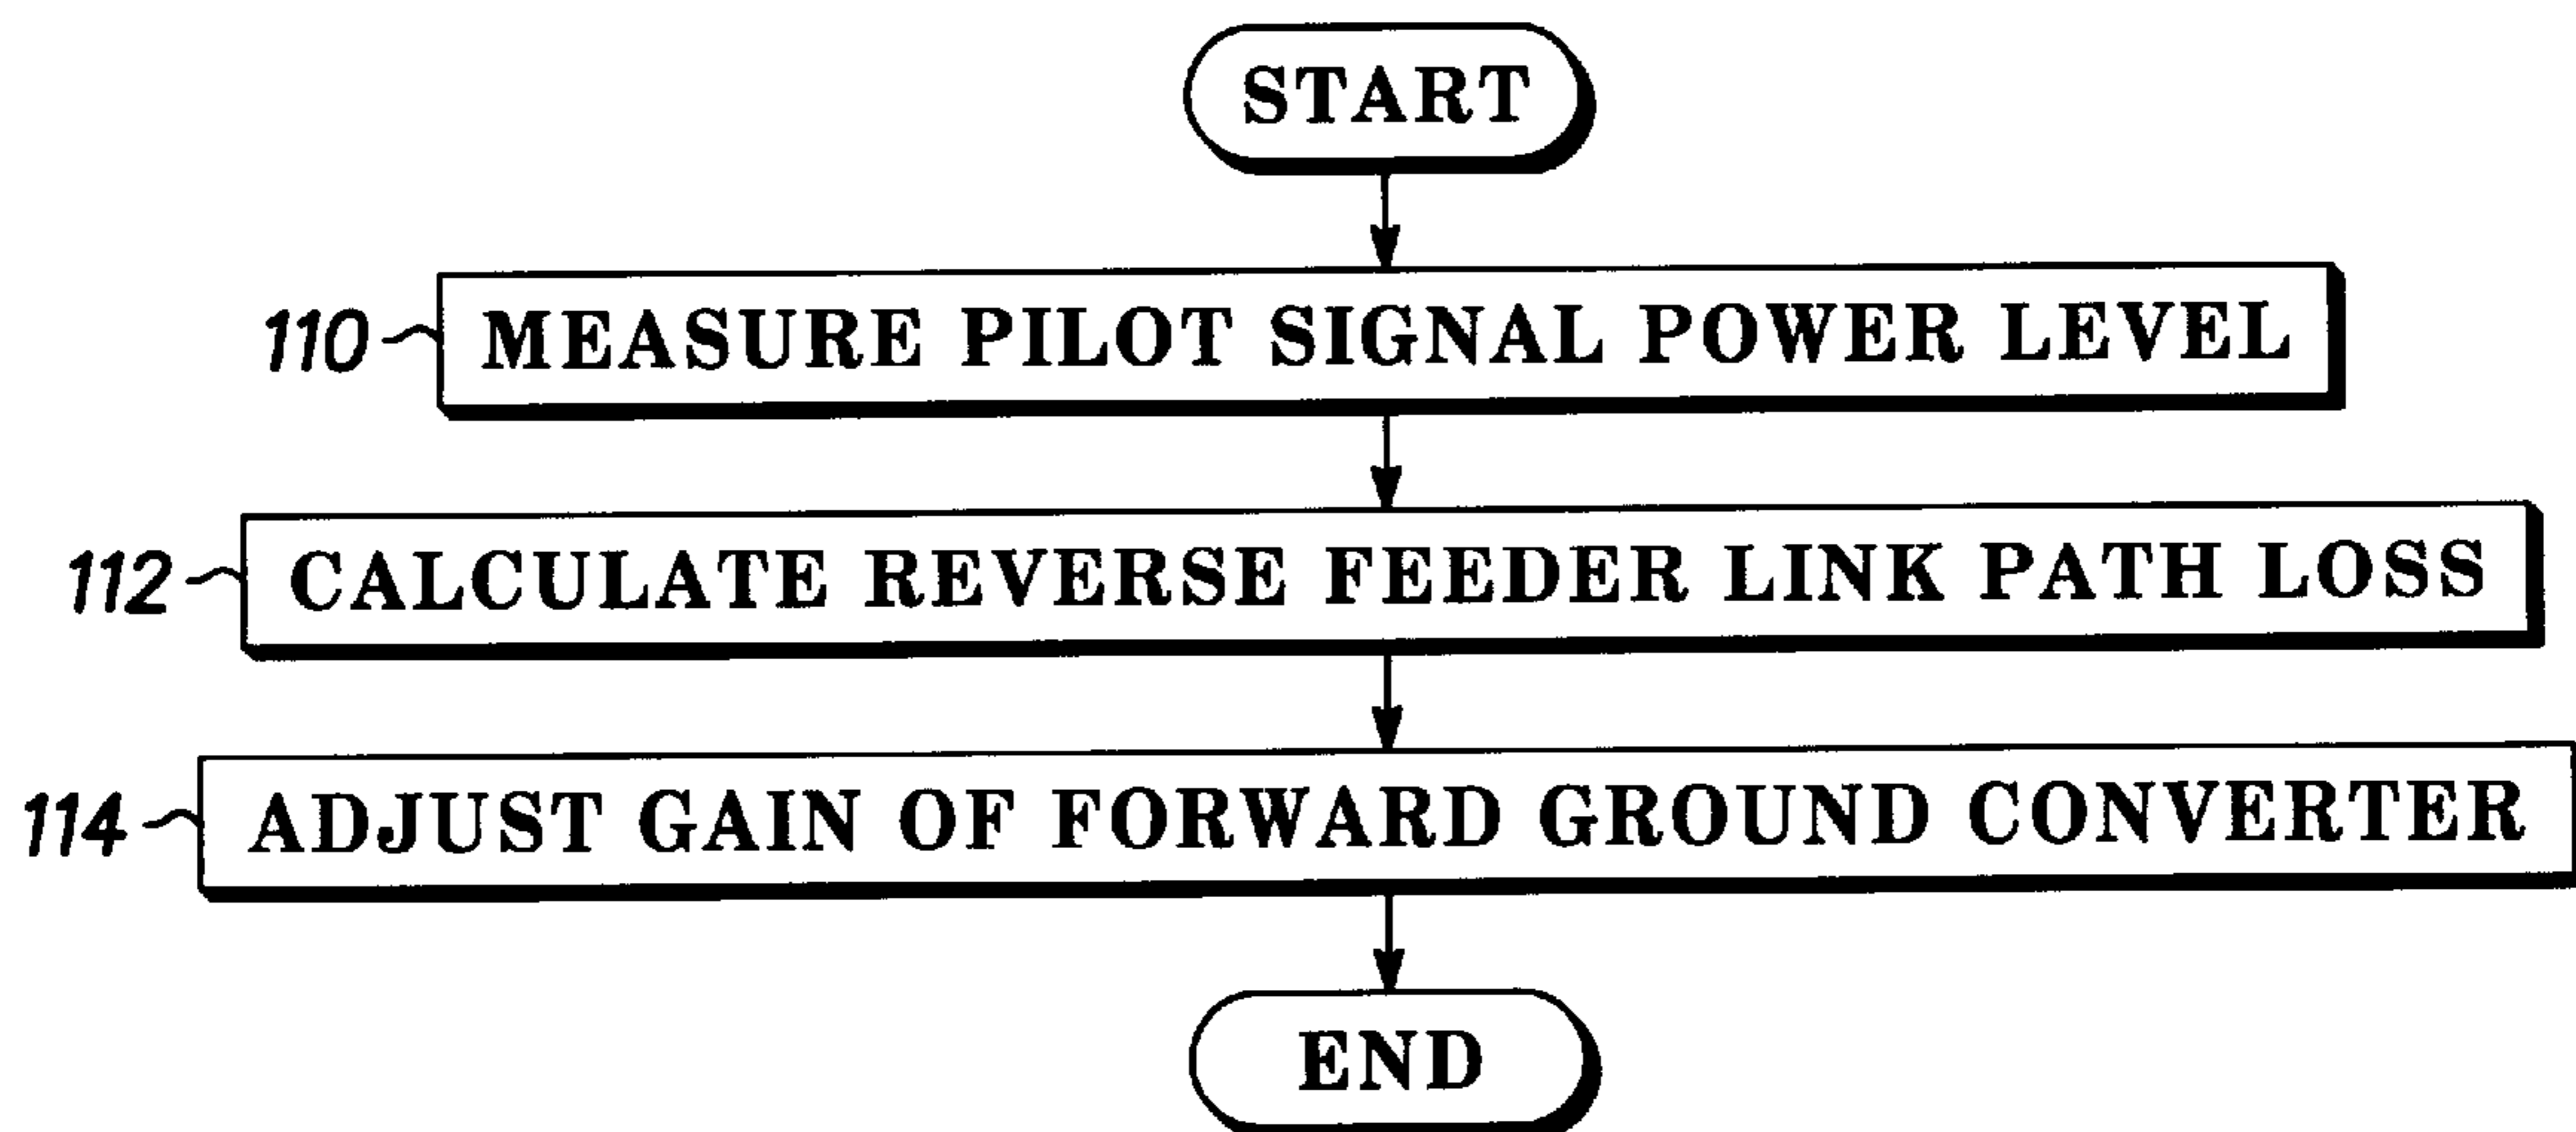 START
110 MEASURE PILOT SIGNAL POWER LEVEL
112 CALCULATE REVERSE FEEDER LINK PATH LOSS
114 ADJUST GAIN OF FORWARD GROUND CONVERTER
END